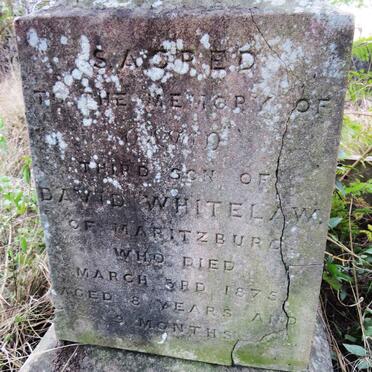 SACRED
TO THE MEMORY OF
DAVID
THIRD SON OF
DAVID WHITELAW.
OF MARITZBURG
WHO DIED
MARCH 3RD 1875
AGED 8 YEARS AND
MONTHS